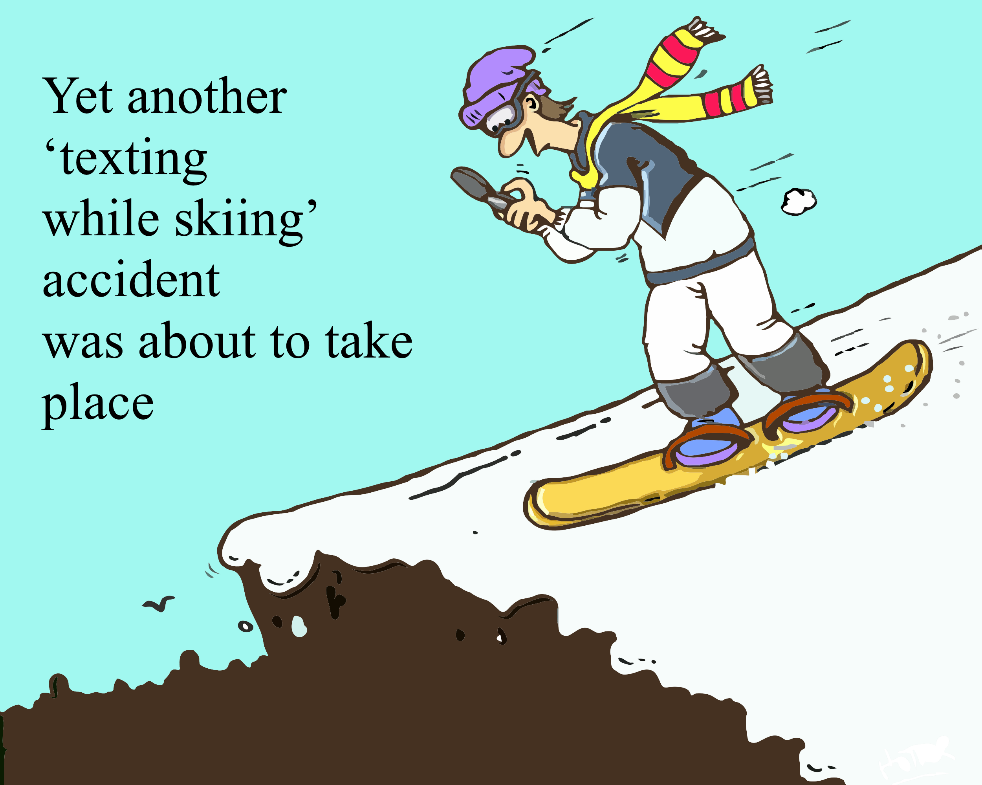 Yet another
‘texting
while skiing’
accident
was about to take
place